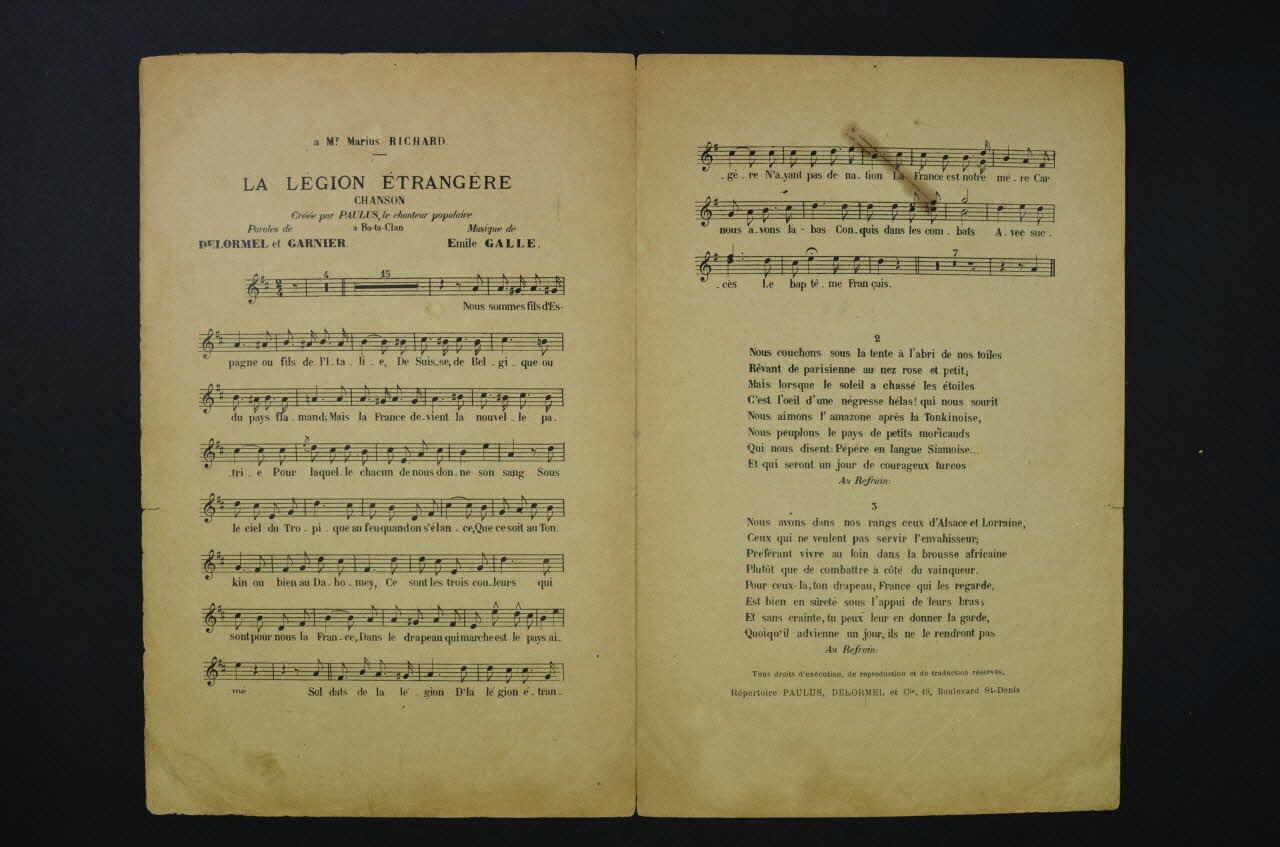 a Mr Marius RICHARD.
LA LÉGION ÉTRANGÈRE
CHANSON
Créée par PAULUS, le chanteur populaire
Paroles de a Ba-ta-Clan Musique de
DELORMEL et GARNIER. Emile GALLE.
4 15
Nous sommes fils d'Es-
pagne ou fils de l'I-ta-li-e, De Suis-se, de Bel-gi-que ou
du pays fla-mand; Mais la France de-vient la nouvel-le pa-
-tri-e Pour laquel-le chacun de nous don-ne son sang. Sous
le ciel du Tro-pi-que au feu quand on s'élan-ce, Que ce soit au Ton-
kin ou bien au Da-ho-mey, Ce sont les trois cou-leurs qui
sont pour nous la Fran-ce, Dans le drapeau qui marche est le pays ai-
-mé Sol dats de la lé-gion D'la lé gion é-tran-
-gè-re N'a-yant pas de na-tion La France est notre mè-re Car
nous a-vons là-bas Con-quis dans les com-bats A-vec suc-
-cès Le bap tê-me Fran çais.
7
2
Nous couchons sous la tente à l'abri de nos toiles
Rêvant de parisienne au nez rose et petit;
Mais lorsque le soleil a chassé les étoiles
C'est l'oeil d'une négresse hélas! qui nous sourit
Nous aimons l'amazone après la Tonkinoise,
Nous peuplons le pays de petits moricauds
Qui nous disent: Pépère en langue Siamoise...
Et qui seront un jour de courageux turcos
Au Refrain:
3
Nous avons dans nos rangs ceux d'Alsace et Lorraine,
Ceux qui ne veulent pas servir l'envahisseur;
Préférant vivre au loin dans la brousse africaine
Plutôt que de combattre à côté du vainqueur.
Pour ceux-là, ton drapeau, France qui les regarde,
Est bien en sûreté sous l'appui de leurs bras;
Et sans crainte, tu peux leur en donner la garde,
Quoiqu'il advienne un jour, ils ne le rendront pas
Au Refrain:
Tous droits d'exécution, de reproduction et de traduction réservés.
Répertoire PAULUS, DELORMEL et Cie, 19, Boulevard St-Denis